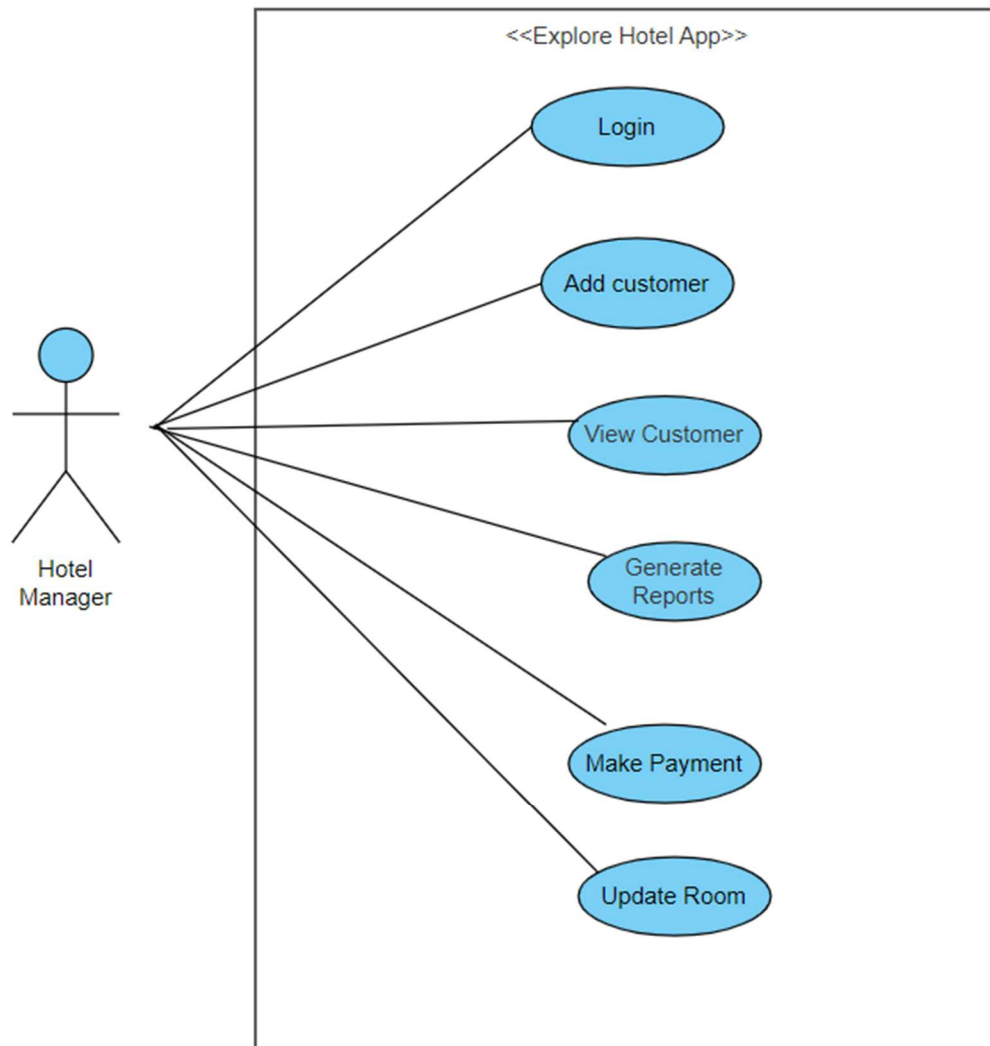 <<Explore Hotel App>>
Login
Add customer
View Customer
Generate
Reports
Make Payment
Update Room
Hotel
Manager